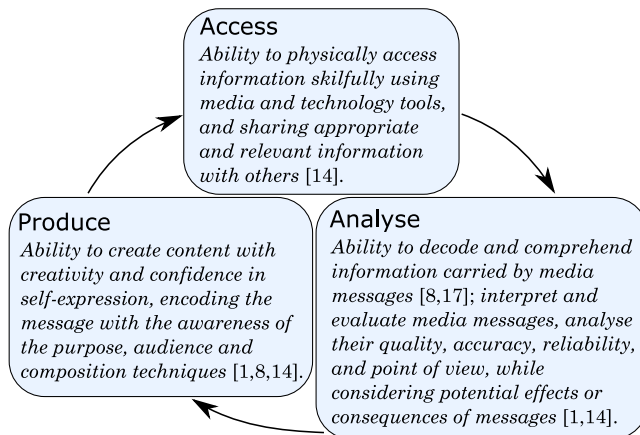 Access
Ability to physically access
information skilfully using
media and technology tools,
and sharing appropriate
and relevant information
with others [14].
Produce
Ability to create content with
creativity and confidence in
self-expression, encoding the
message with the awareness of
the purpose, audience and
composition techniques [1,8,14].
Analyse
Ability to decode and comprehend
information carried by media
messages [8,17]; interpret and
evaluate media messages, analyse
their quality, accuracy, reliability,
and point of view, while
considering potential effects or
consequences of messages [1,14].